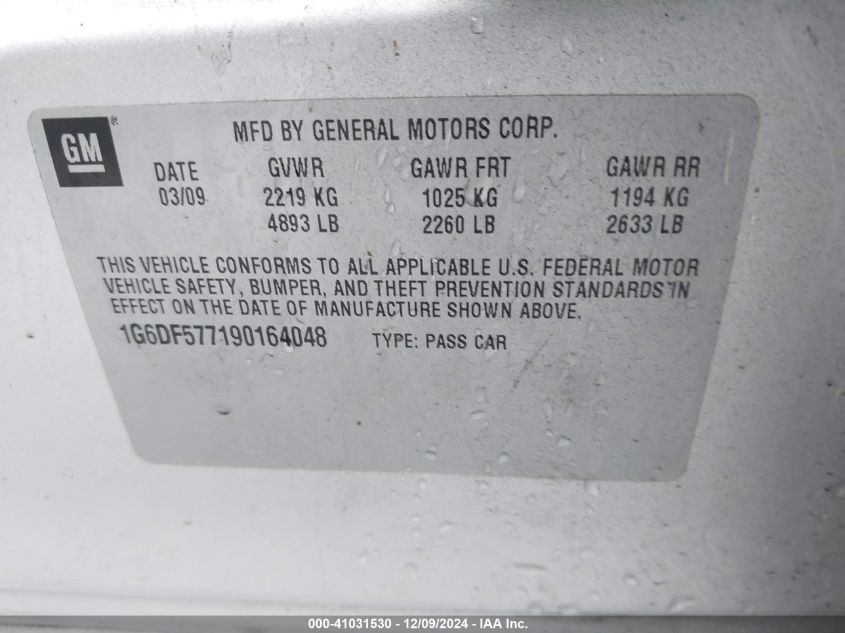 GM®
MFD BY GENERAL MOTORS CORP.
DATE GVWR GAWR FRT GAWR RR
03/09 2219 KG 1025 KG 1194 KG
4893 LB 2260 LB 2633 LB
THIS VEHICLE CONFORMS TO ALL APPLICABLE U.S. FEDERAL MOTOR
VEHICLE SAFETY, BUMPER, AND THEFT PREVENTION STANDARDS IN
EFFECT ON THE DATE OF MANUFACTURE SHOWN ABOVE.
1G6DF577190164048 TYPE: PASS CAR
000-41031530 - 12/09/2024 - IAA Inc.